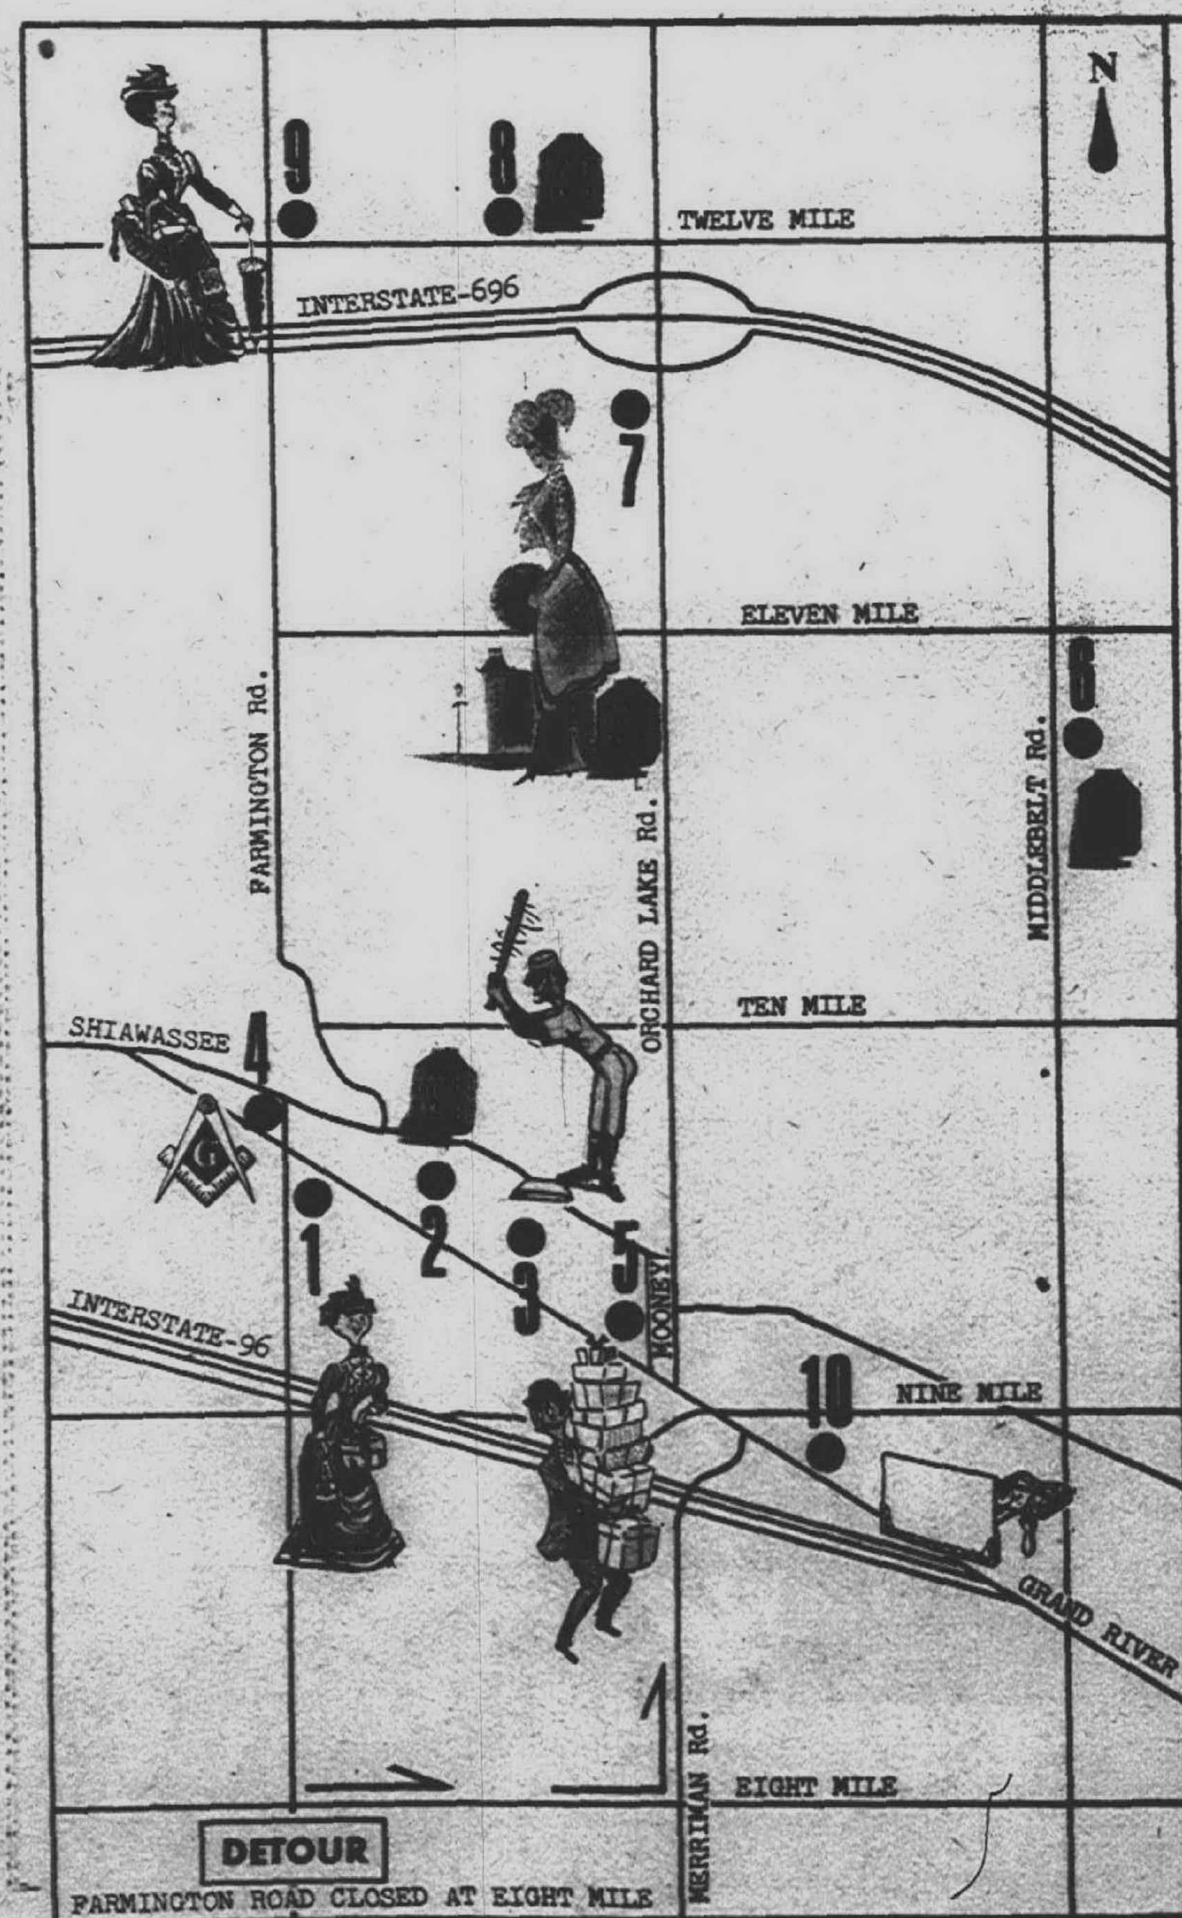 N
9
8
TWELVE MILE
INTERSTATE-696
7
ELEVEN MILE
6
FARMINGTON Rd.
MIDDLEBELT Rd.
ORCHARD LAKE Rd.
TEN MILE
SHIAWASSEE
4
G
1
2
3
5
MOONEY
INTERSTATE-96
10
NINE MILE
GRAND RIVER
MERRIMAN Rd.
EIGHT MILE
DETOUR
FARMINGTON ROAD CLOSED AT EIGHT MILE